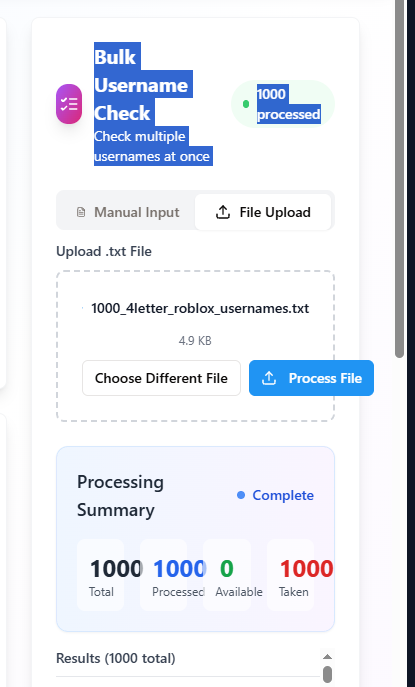 Bulk
Username
Check
Check multiple
usernames at once
1000
processed
Manual Input
File Upload
Upload .txt File
1000_4letter_roblox_usernames.txt
4.9 KB
Choose Different File
Process File
Processing
Summary
Complete
1000
Total
1000
Processed
0
Available
1000
Taken
Results (1000 total)